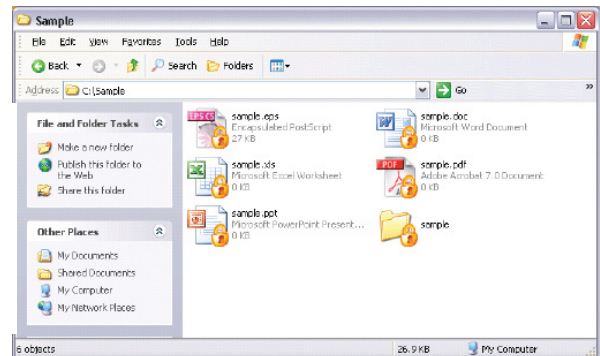 Sample
File Edit View Favorites Tools Help
Back Search Folders
Address C:\Sample Go »
File and Folder Tasks
Make a new folder
Publish this folder to
the Web
Share this folder
Other Places
My Documents
Shared Documents
My Computer
My Network Places
EPS CS
sample.eps
Encapsulated PostScript
27 KB
sample.doc
Microsoft Word Document
0 KB
sample.xls
Microsoft Excel Worksheet
0 KB
PDF
sample.pdf
Adobe Acrobat 7.0 Document
0 KB
sample.ppt
Microsoft PowerPoint Present...
0 KB
sample
6 objects 26.9 KB My Computer